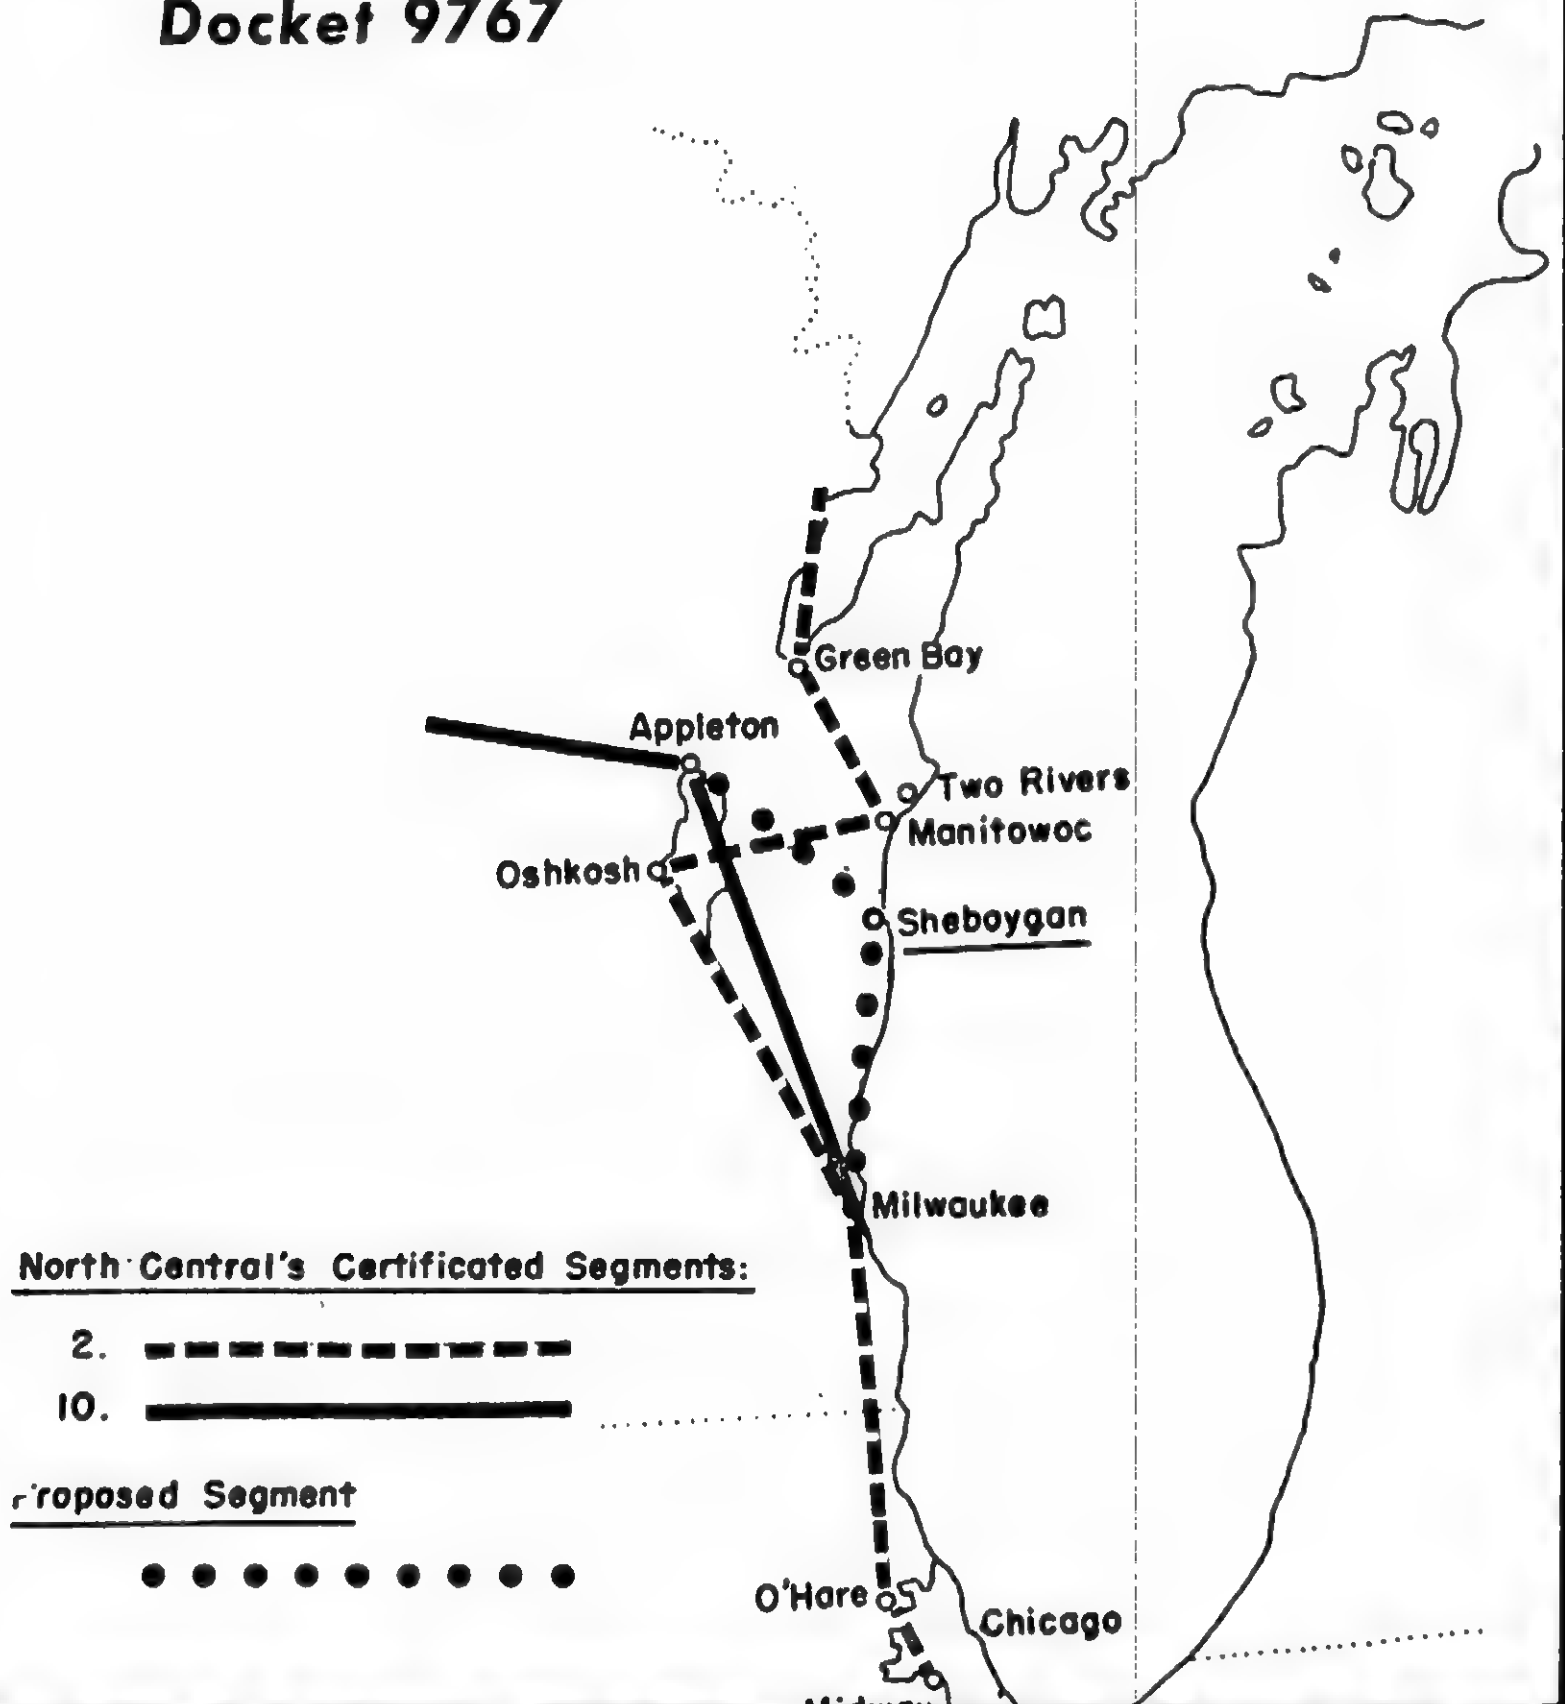 Docket 9767
Green Bay
Appleton
Two Rivers
Manitowoc
Oshkosh
Sheboygan
Milwaukee
North Central's Certificated Segments:
2.
10.
Proposed Segment
O'Hare
Chicago
Midway